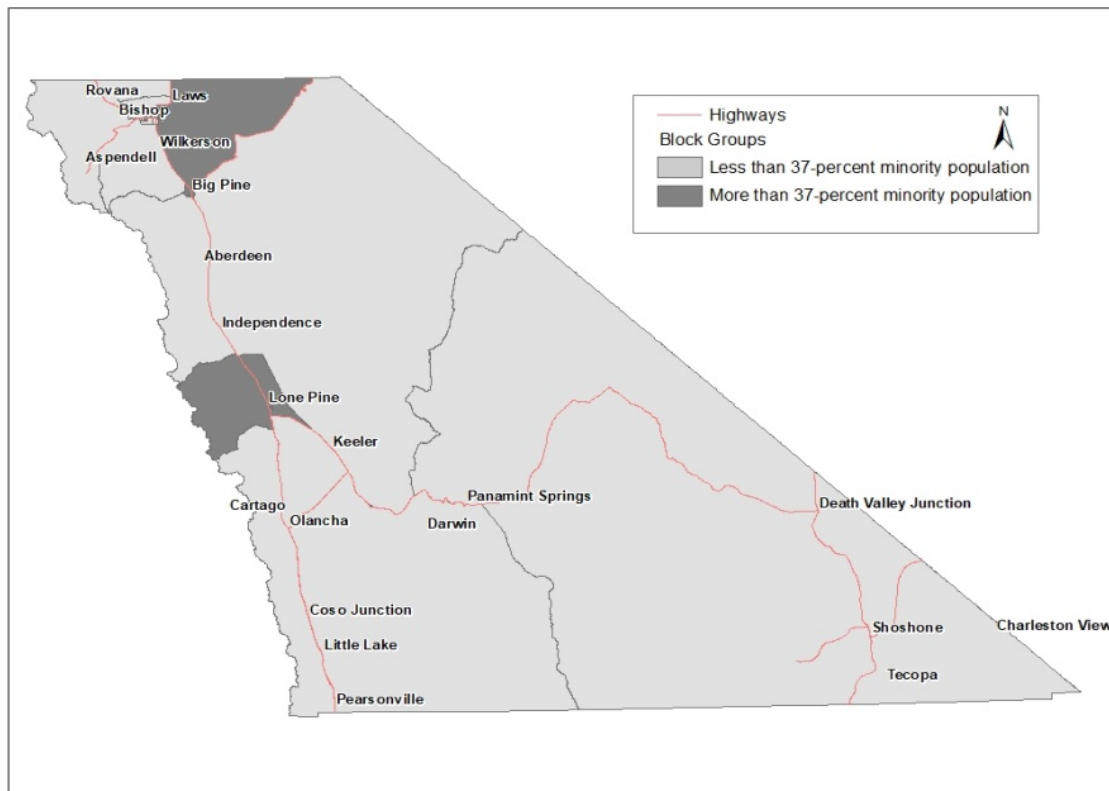 Rovana
Laws
Bishop
Wilkerson
Aspendell
Big Pine
Aberdeen
Independence
Lone Pine
Keeler
Cartago
Olancha
Darwin
Panamint Springs
Death Valley Junction
Coso Junction
Little Lake
Pearsonville
Shoshone
Charleston View
Tecopa
Highways
N
Block Groups
Less than 37-percent minority population
More than 37-percent minority population